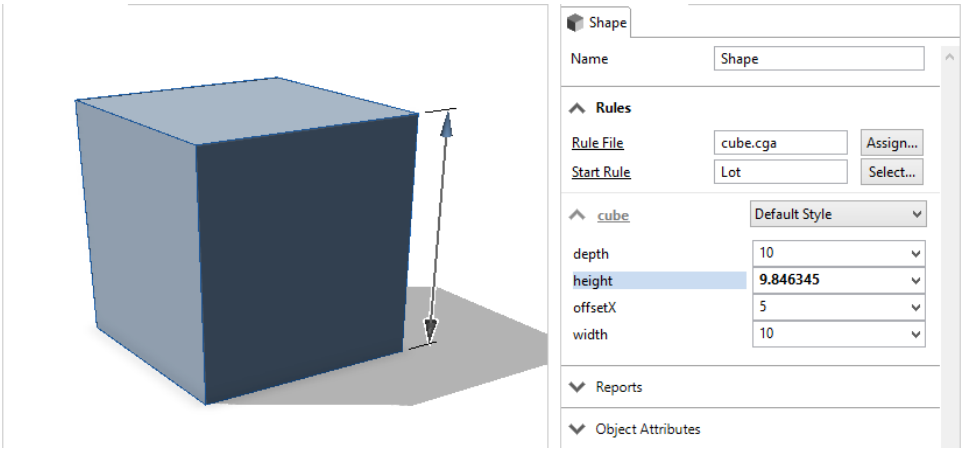 Shape
Name Shape
Rules
Rule File cube.cga Assign...
Start Rule Lot Select...
cube Default Style
depth 10
height 9.846345
offsetX 5
width 10
Reports
Object Attributes